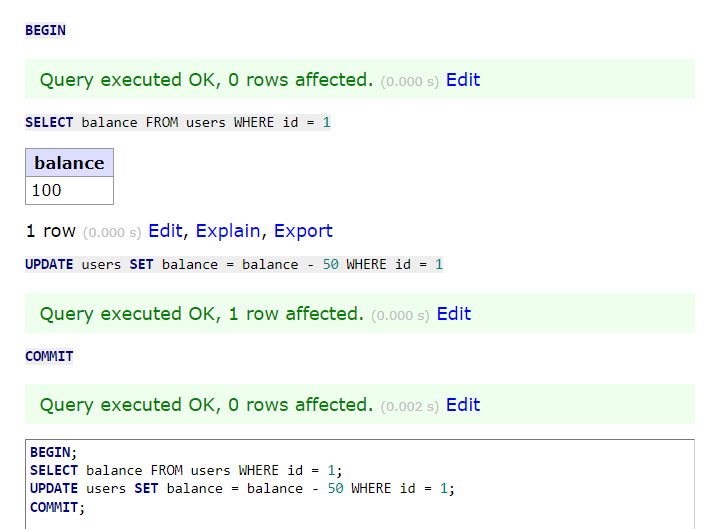 BEGIN
Query executed OK, 0 rows affected. (0.000 s) Edit
SELECT balance FROM users WHERE id = 1
balance
100
1 row (0.000 s) Edit, Explain, Export
UPDATE users SET balance = balance - 50 WHERE id = 1
Query executed OK, 1 row affected. (0.000 s) Edit
COMMIT
Query executed OK, 0 rows affected. (0.002 s) Edit
BEGIN;
SELECT balance FROM users WHERE id = 1;
UPDATE users SET balance = balance - 50 WHERE id = 1;
COMMIT;